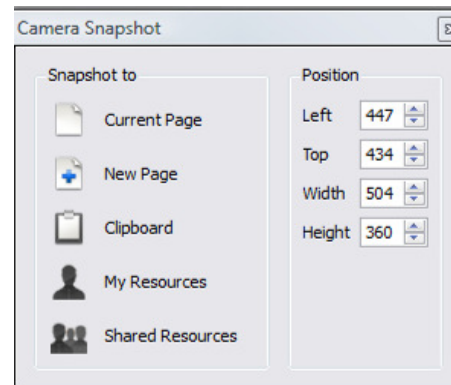 Camera Snapshot
Snapshot to
Current Page
New Page
Clipboard
My Resources
Shared Resources
Position
Left 447
Top 434
Width 504
Height 360